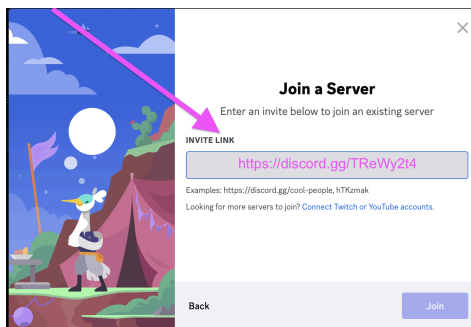 Join a Server
Enter an invite below to join an existing server
INVITE LINK
https://discord.gg/TReWy2t4
Examples: https://discord.gg/cool-people, hTKzmak
Looking for more servers to join? Connect Twitch or YouTube accounts.
Back
Join